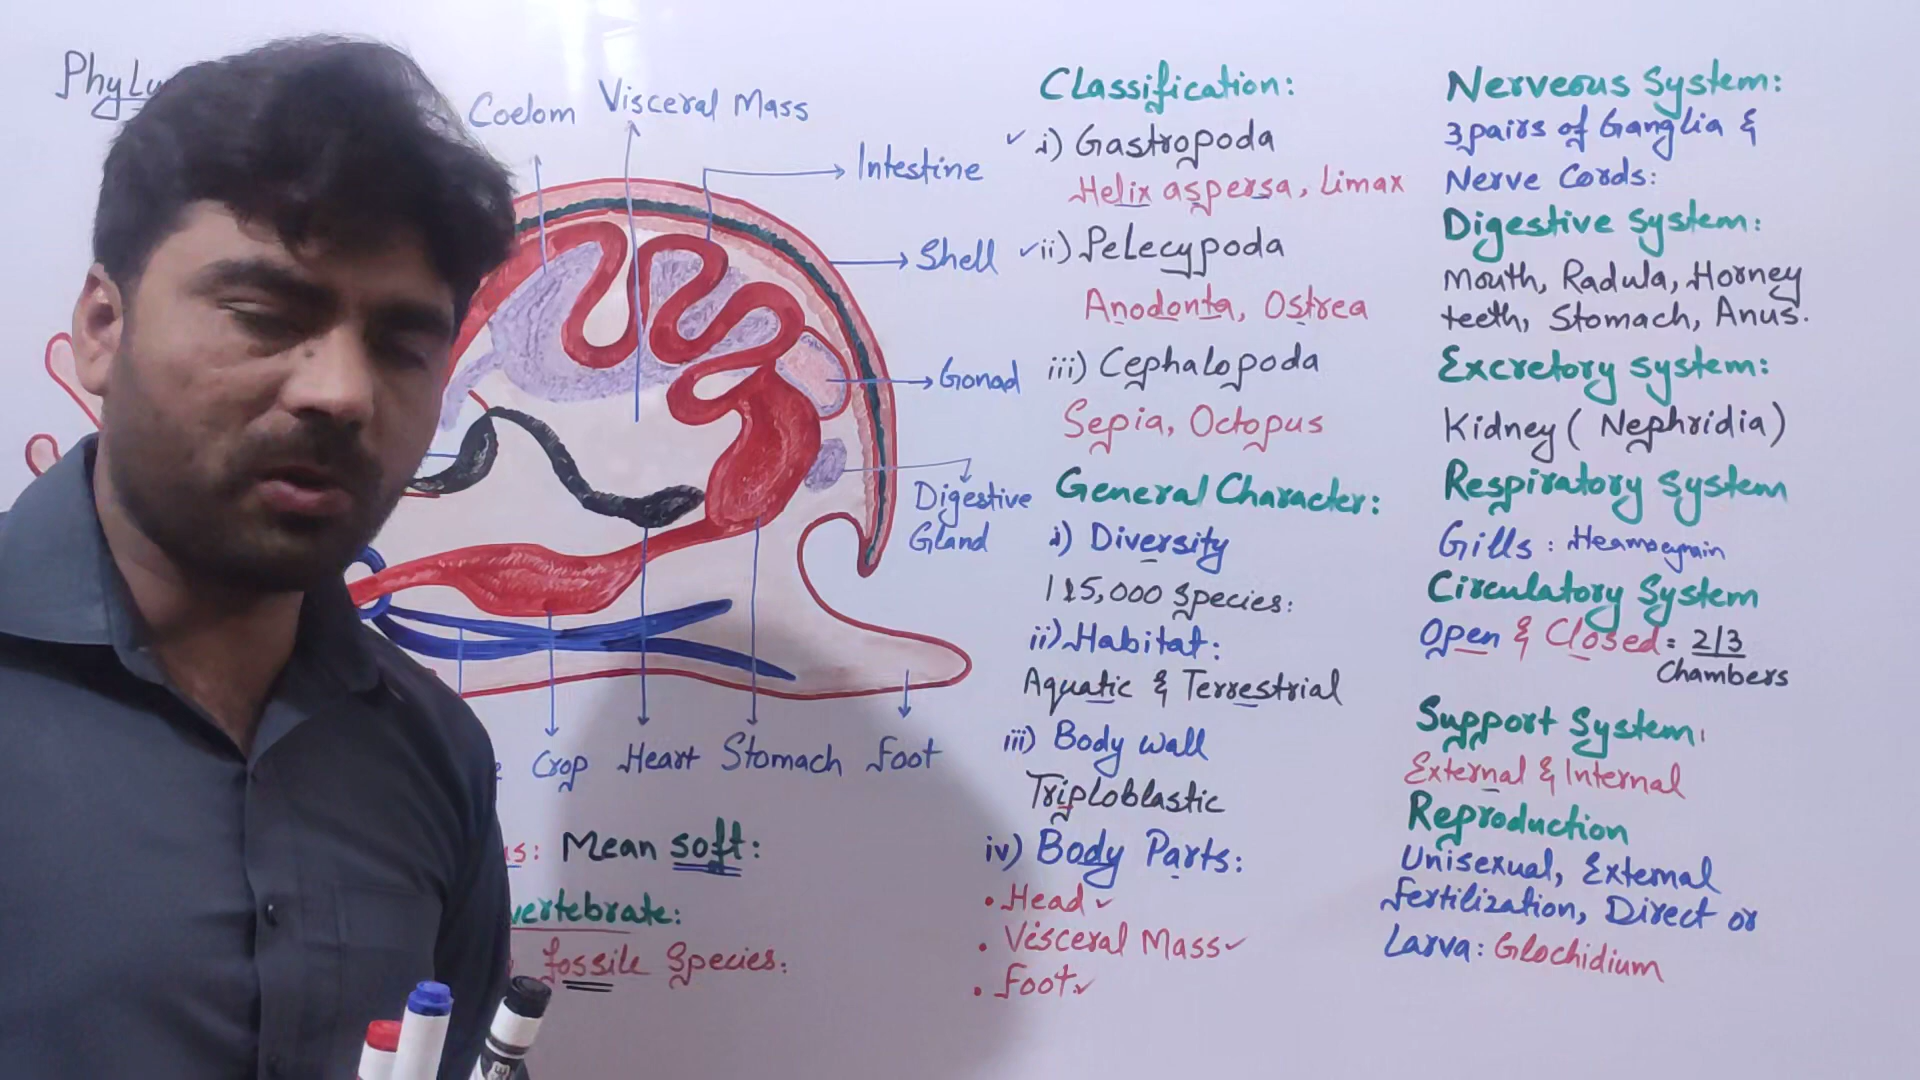 Phylu
Coelom
Visceral Mass
Intestine
Shell
Gonad
Digestive
Gland
Crop
Heart
Stomach
Foot
us: Mean soft:
vertebrate:
Fossile Species:
Classification:
i) Gastropoda
Helix aspersa, Limax
ii) Pelecypoda
Anodonta, Ostrea
iii) Cephalopoda
Sepia, Octopus
General Character:
i) Diversity
115,000 Species:
ii) Habitat:
Aquatic & Terrestrial
iii) Body wall
Triploblastic
iv) Body Parts:
• Head ✓
• Visceral Mass ✓
• Foot ✓
Nerveous System:
3 pairs of Ganglia &
Nerve Cords:
Digestive System:
Mouth, Radula, Horney
teeth, Stomach, Anus.
Excretory System:
Kidney ( Nephridia)
Respiratory System
Gills :
Circulatory System
Open & Closed = 2/3
Chambers
Support System:
External & Internal
Reproduction
Unisexual, External
Fertilization, Direct or
Larva: Glochidium